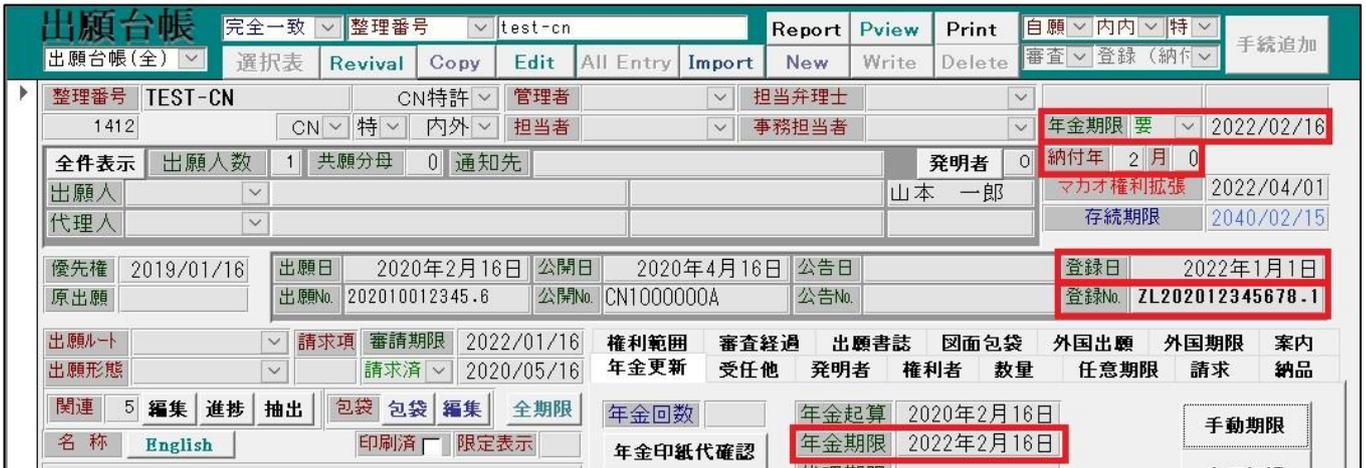 出願台帳 完全一致 整理番号 test-cn Report Pview Print 自願 内内 特 手続追加
出願台帳(全) 選択表 Revival Copy Edit All Entry Import New Write Delete 審査 登録（納付
整理番号 TEST-CN CN特許 管理者 担当弁理士
1412 CN 特 内外 担当者 事務担当者 年金期限 要 2022/02/16
全件表示 出願人数 1 共願分母 0 通知先 発明者 0 納付年 2 月 0
出願人 山本 一郎 マカオ権利拡張 2022/04/01
代理人 存続期限 2040/02/15
優先権 2019/01/16 出願日 2020年2月16日 公開日 2020年4月16日 公告日 登録日 2022年1月1日
原出願 出願No. 202010012345.6 公開No. CN1000000A 公告No. 登録No. ZL202012345678.1
出願ルート 請求項 審請期限 2022/01/16 権利範囲 審査経過 出願書誌 図面包袋 外国出願 外国期限 案内
出願形態 請求済 2020/05/16 年金更新 受任他 発明者 権利者 数量 任意期限 請求 納品
関連 5 編集 進捗 抽出 包袋 包袋 編集 全期限 年金回数 年金起算 2020年2月16日 手動期限
名 称 English 印刷済 限定表示 年金印紙代確認 年金期限 2022年2月16日